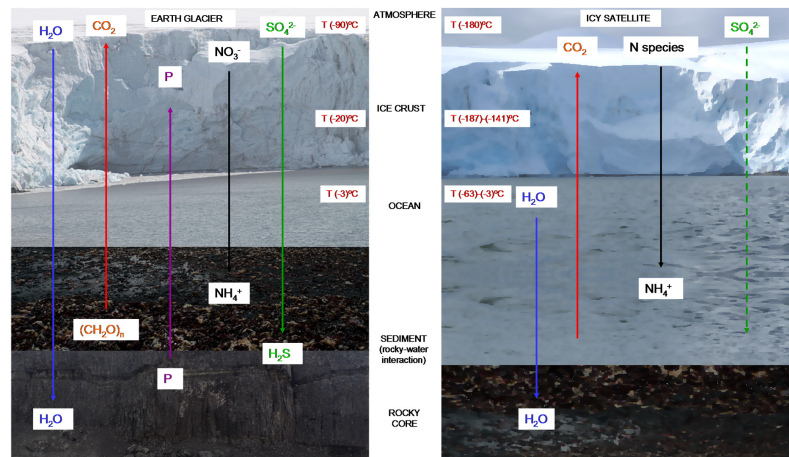 EARTH GLACIER
ATMOSPHERE
ICY SATELLITE
H₂O
CO₂
SO₄²⁻
T (-90)ºC
T (-180)ºC
SO₄²⁻
NO₃⁻
CO₂
N species
P
ICE CRUST
T (-20)ºC
T (-187)-(-141)ºC
T (-3)ºC
T (-63)-(-3)ºC
OCEAN
H₂O
NH₄⁺
NH₄⁺
(CH₂O)ₙ
H₂S
SEDIMENT
(rocky-water
interaction)
P
H₂O
ROCKY
CORE
H₂O